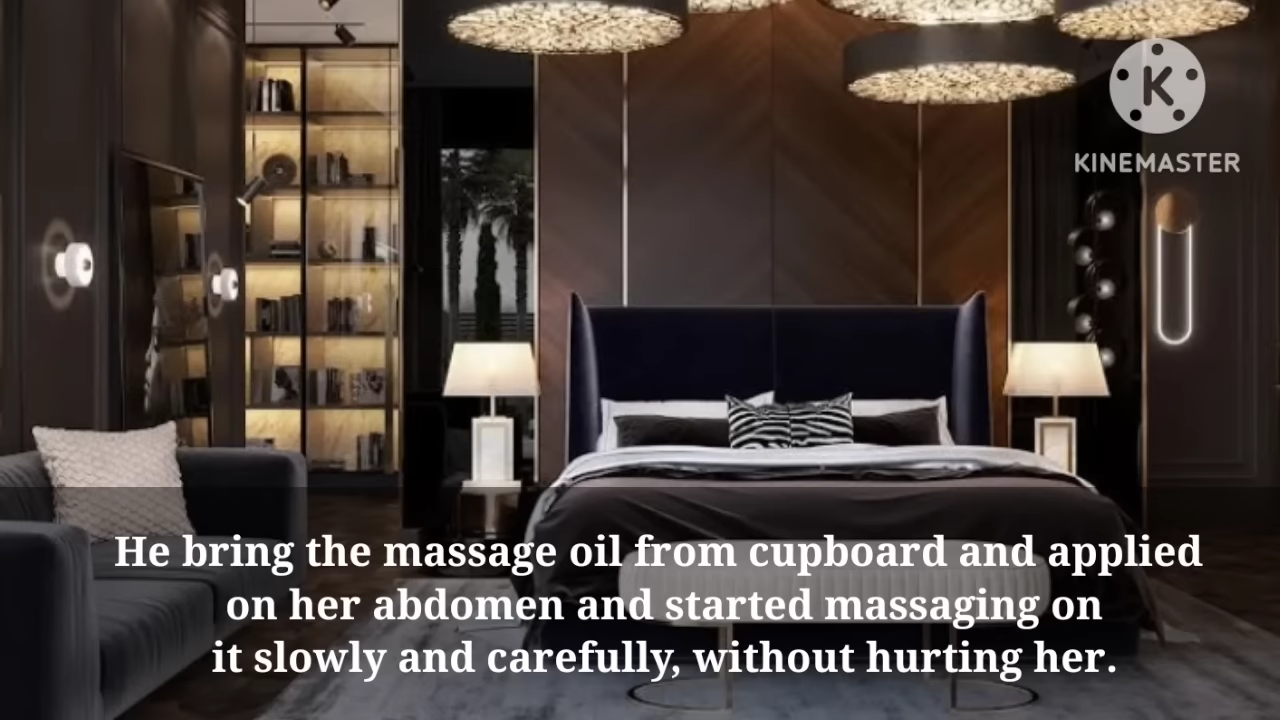 K
KINEMASTER
He bring the massage oil from cupboard and applied
on her abdomen and started massaging on
it slowly and carefully, without hurting her.